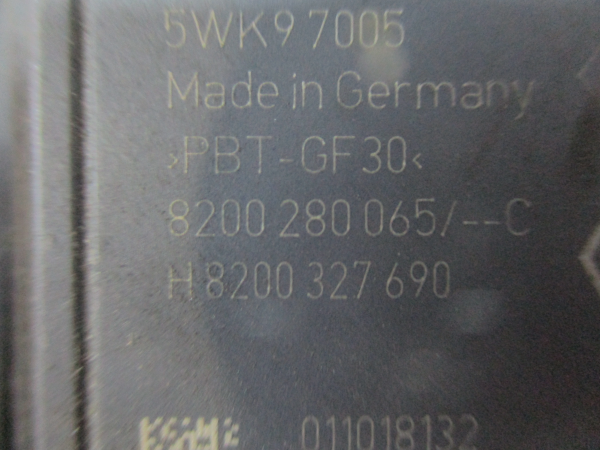 5WK9 7005
Made in Germany
>PBT-GF30<
8200 280 065/--C
H 8200 327 690
011018132